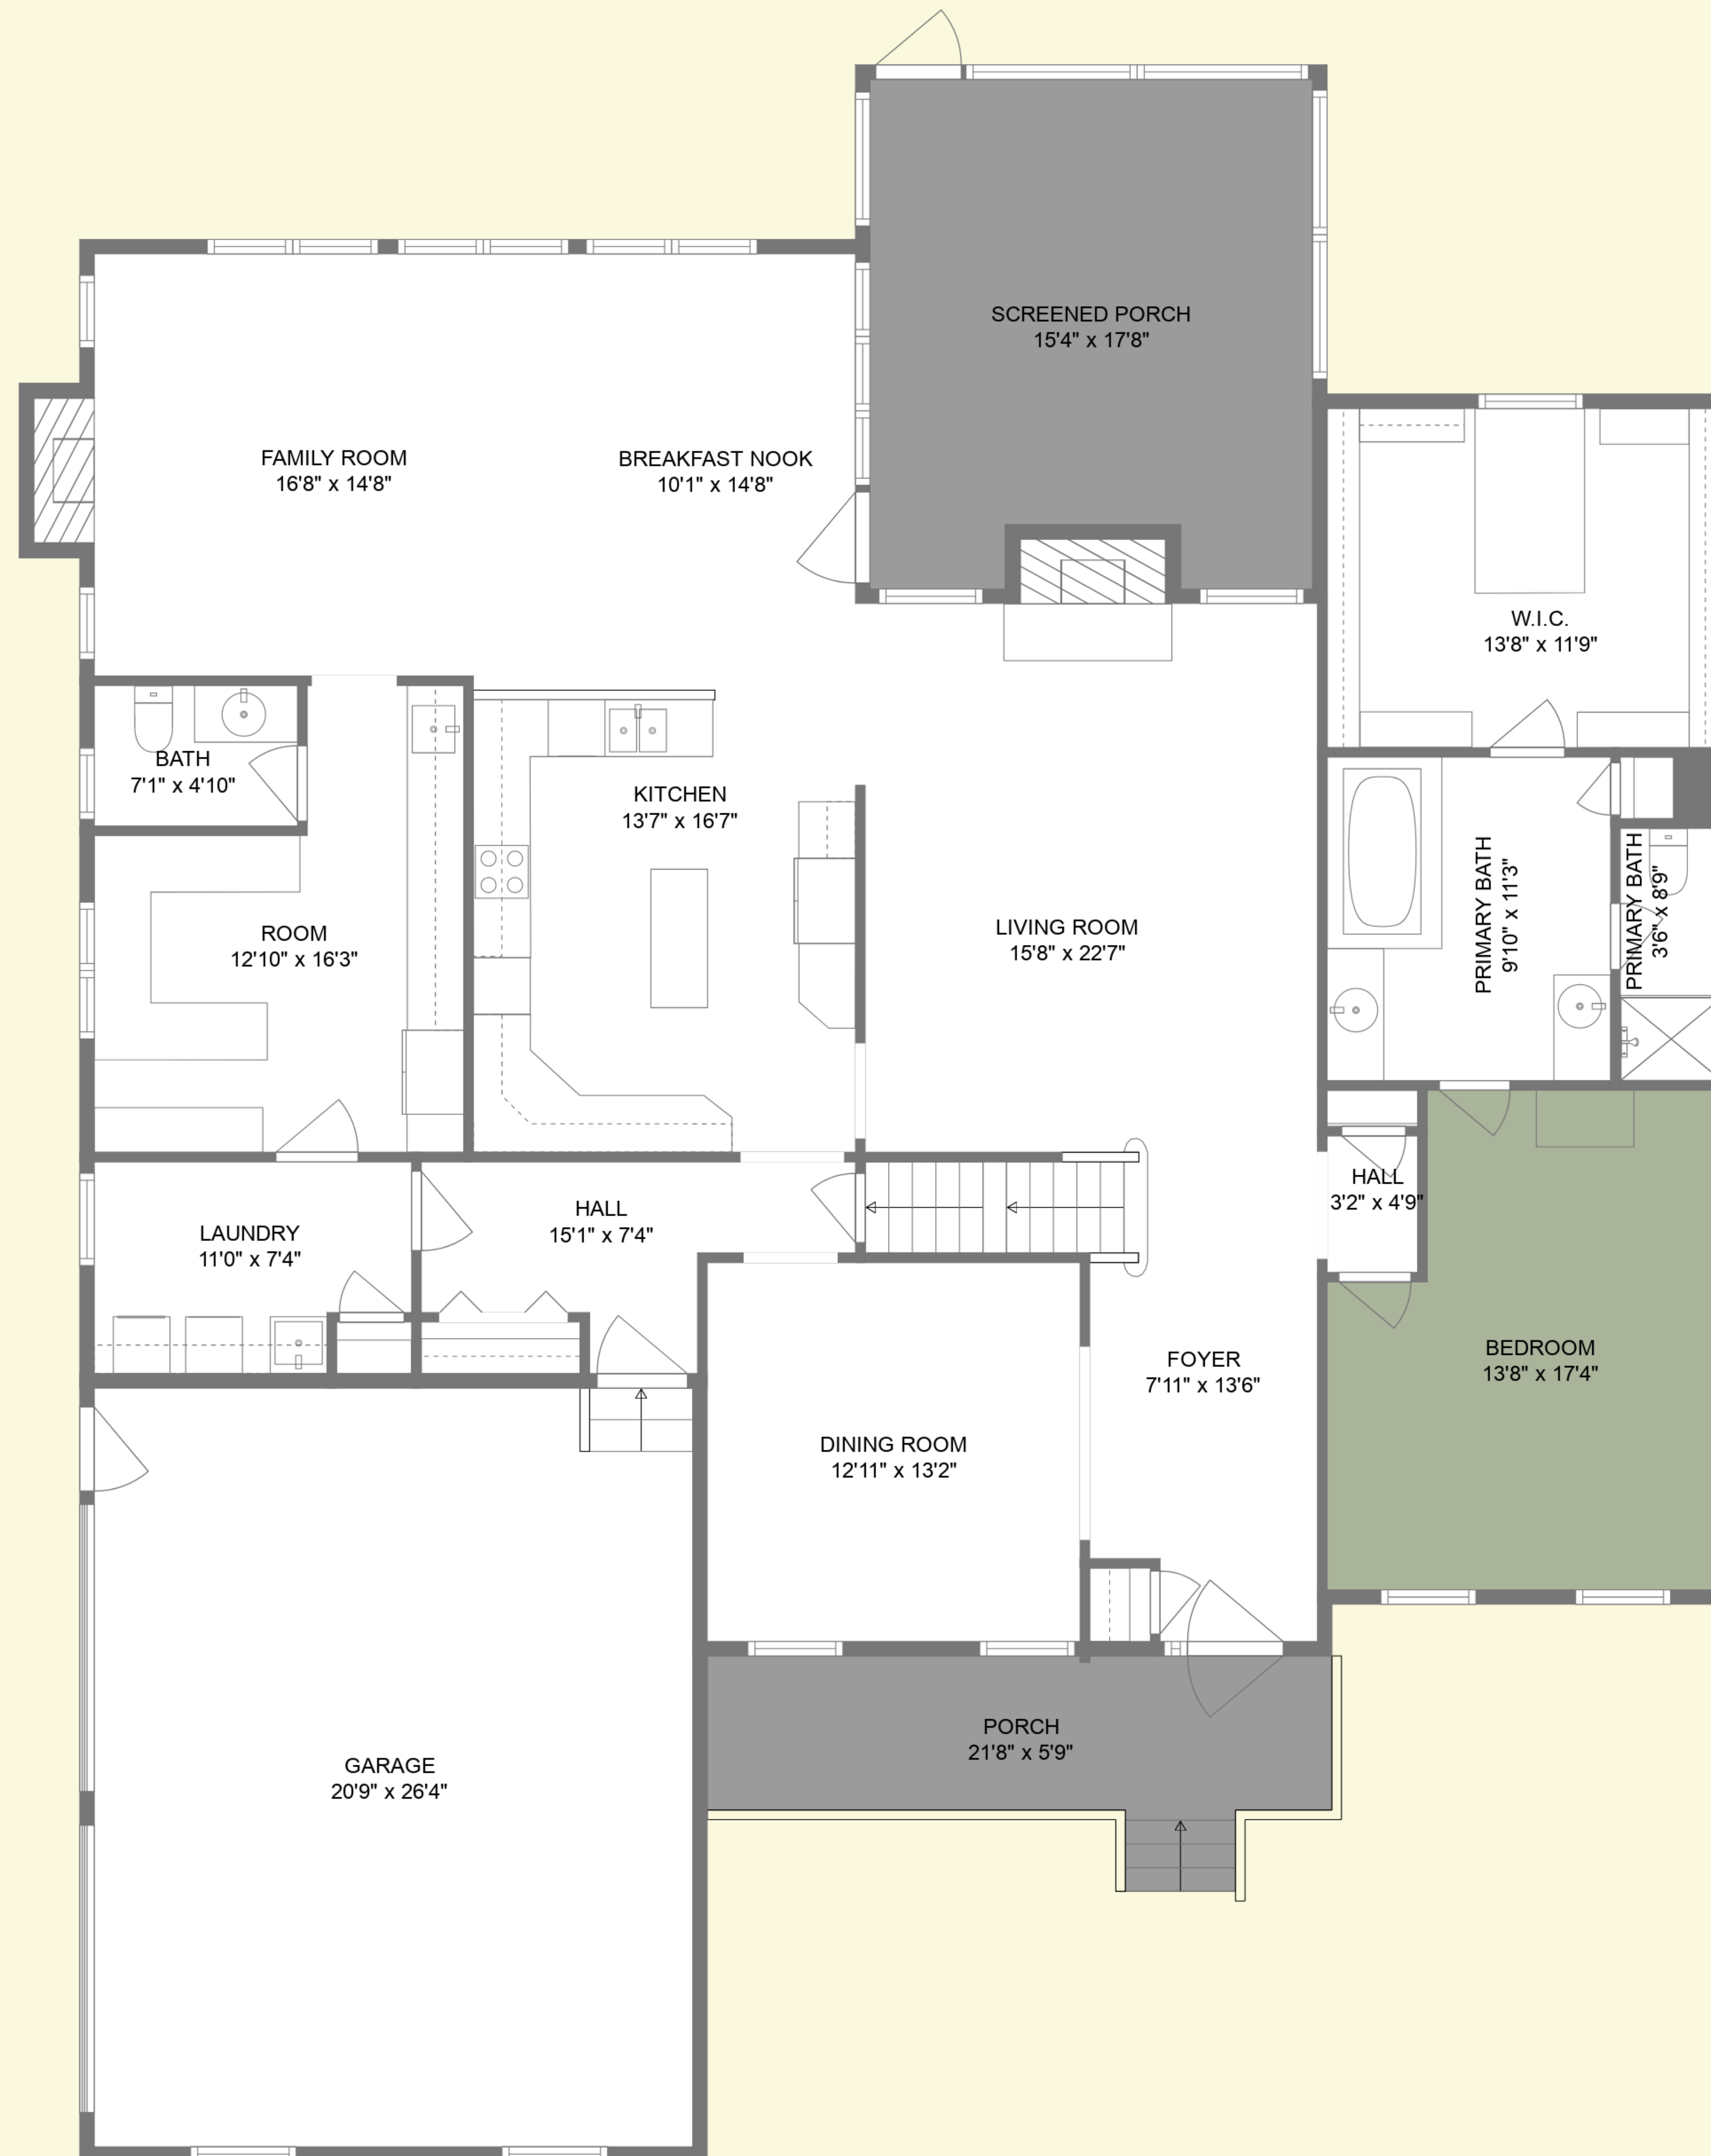 SCREENED PORCH
15'4" x 17'8"
FAMILY ROOM
16'8" x 14'8"
BREAKFAST NOOK
10'1" x 14'8"
W.I.C.
13'8" x 11'9"
BATH
7'1" x 4'10"
KITCHEN
13'7" x 16'7"
PRIMARY BATH
9'10" x 11'3"
PRIMARY BATH
3'6" x 8'9"
ROOM
12'10" x 16'3"
LIVING ROOM
15'8" x 22'7"
HALL
3'2" x 4'9"
LAUNDRY
11'0" x 7'4"
HALL
15'1" x 7'4"
BEDROOM
13'8" x 17'4"
FOYER
7'11" x 13'6"
DINING ROOM
12'11" x 13'2"
PORCH
21'8" x 5'9"
GARAGE
20'9" x 26'4"